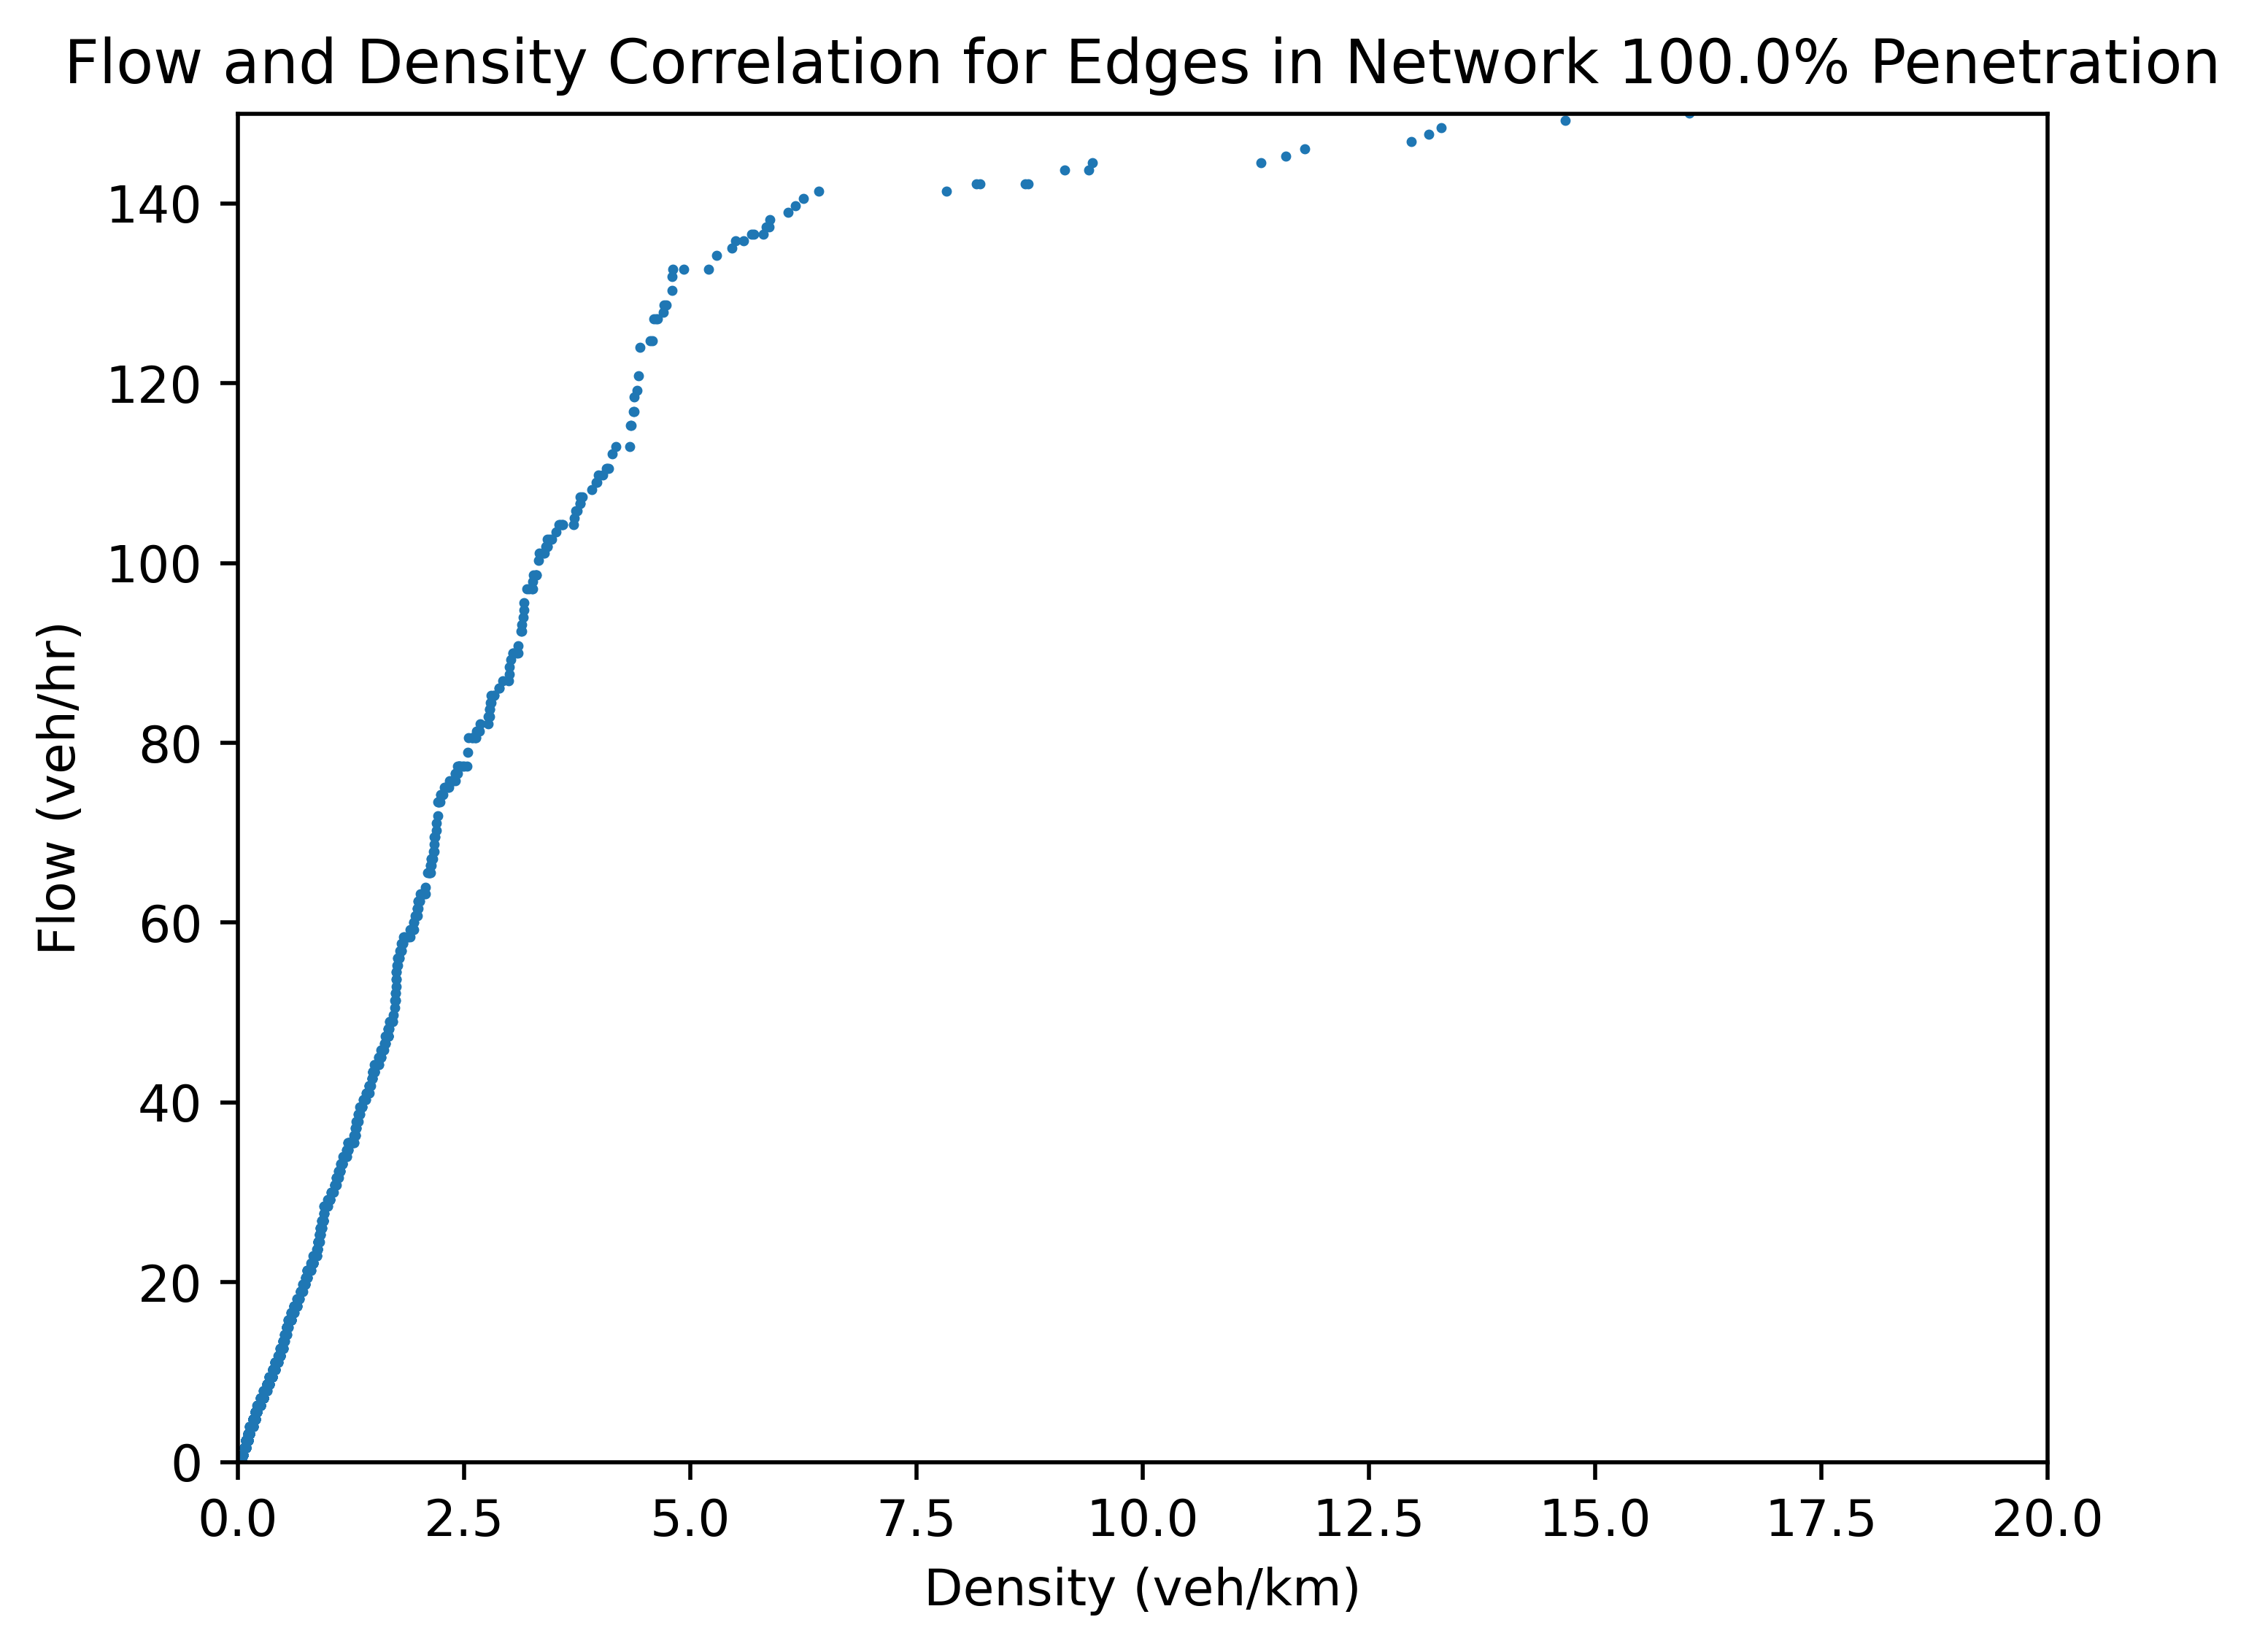 Flow and Density Correlation for Edges in Network 100.0% Penetration
140
120
100
80
60
40
20
0
Flow (veh/hr)
0.0 2.5 5.0 7.5 10.0 12.5 15.0 17.5 20.0
Density (veh/km)